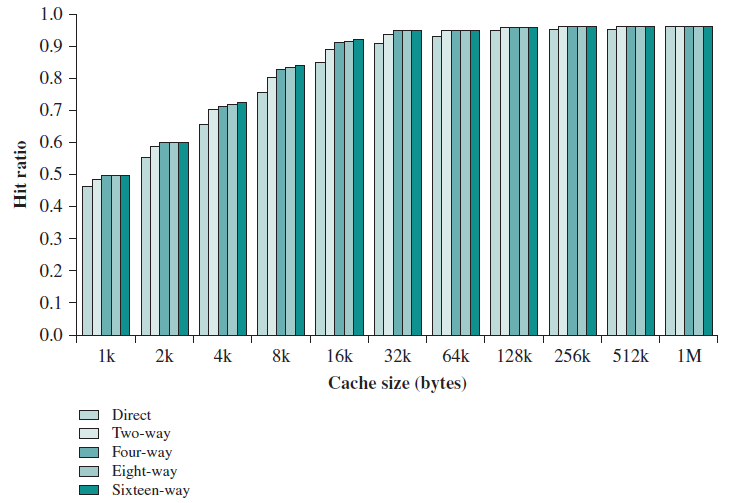 1.0
0.9
0.8
0.7
0.6
0.5
0.4
0.3
0.2
0.1
0.0
Hit ratio
1k 2k 4k 8k 16k 32k 64k 128k 256k 512k 1M
Cache size (bytes)
Direct
Two-way
Four-way
Eight-way
Sixteen-way